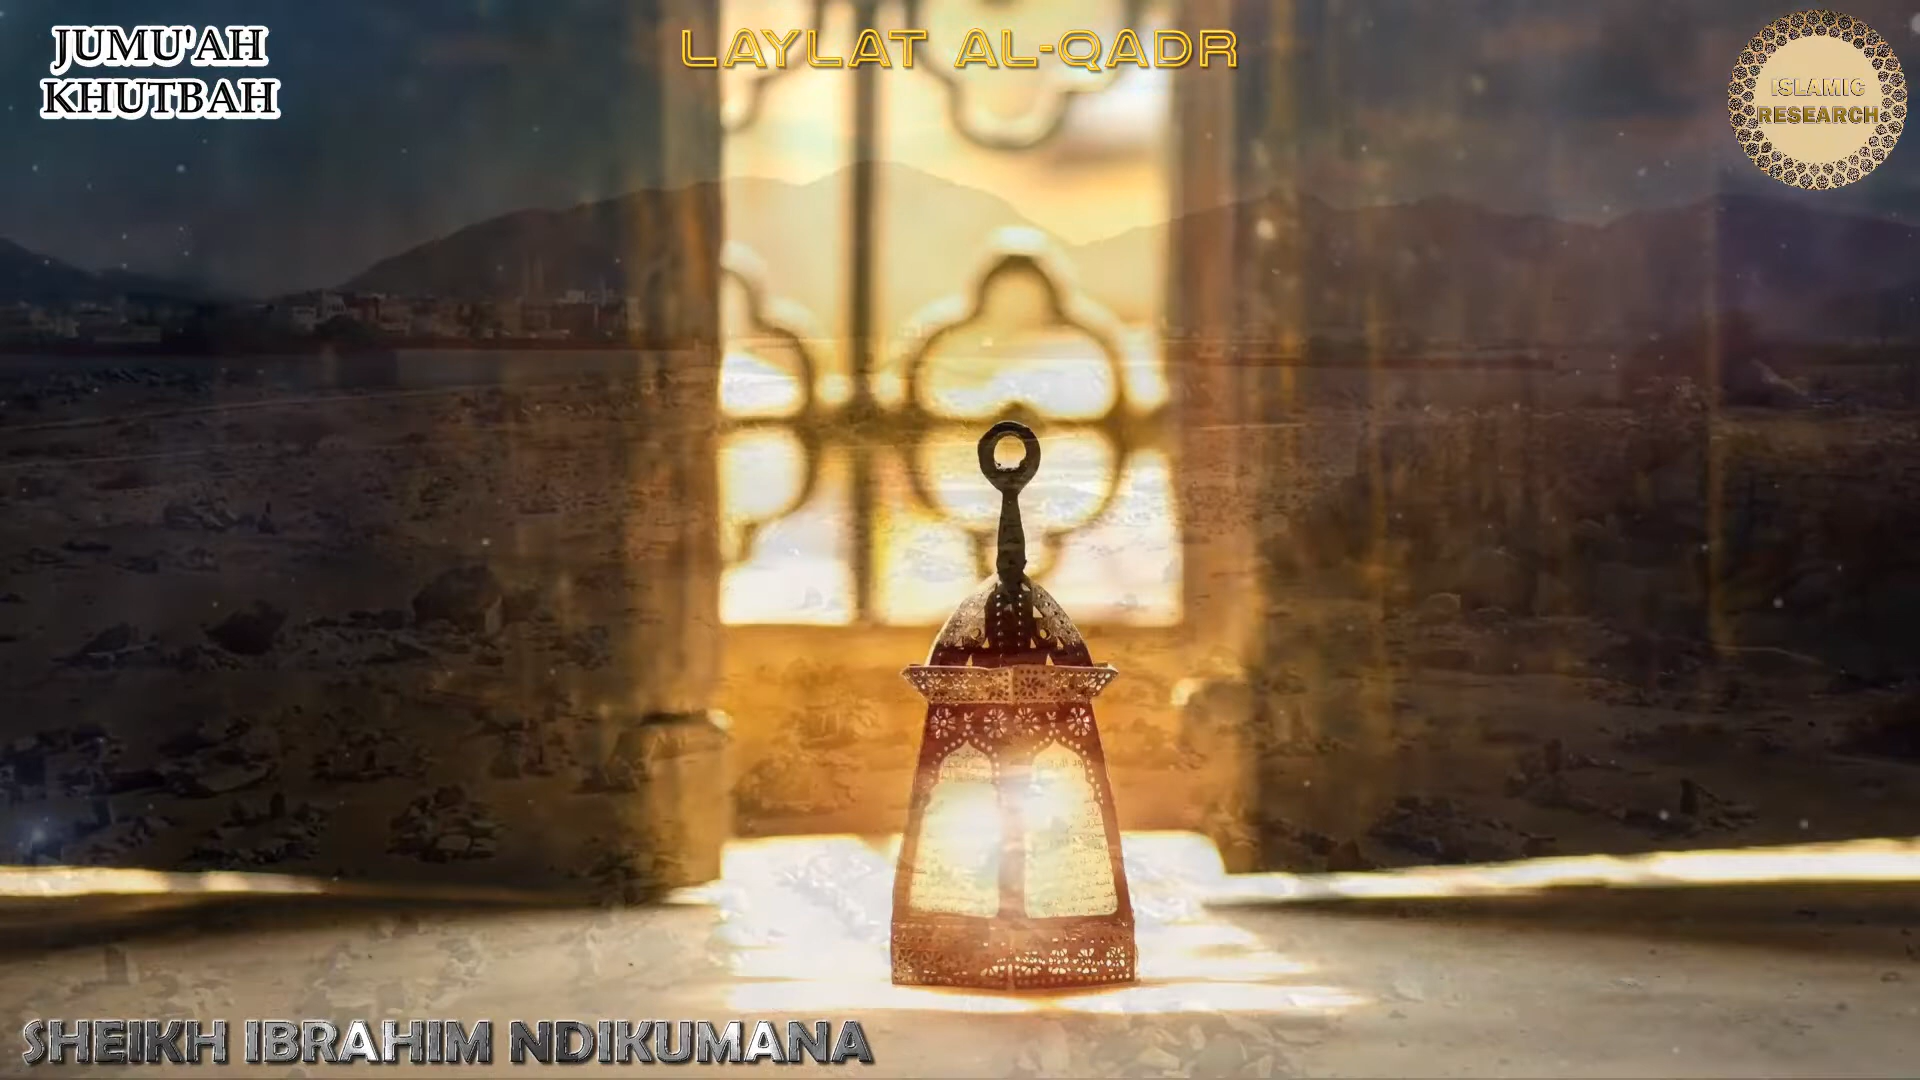 JUMU'AH
KHUTBAH
LAYLAT AL-QADR
ISLAMIC
RESEARCH
SHEIKH IBRAHIM NDIKUMANA